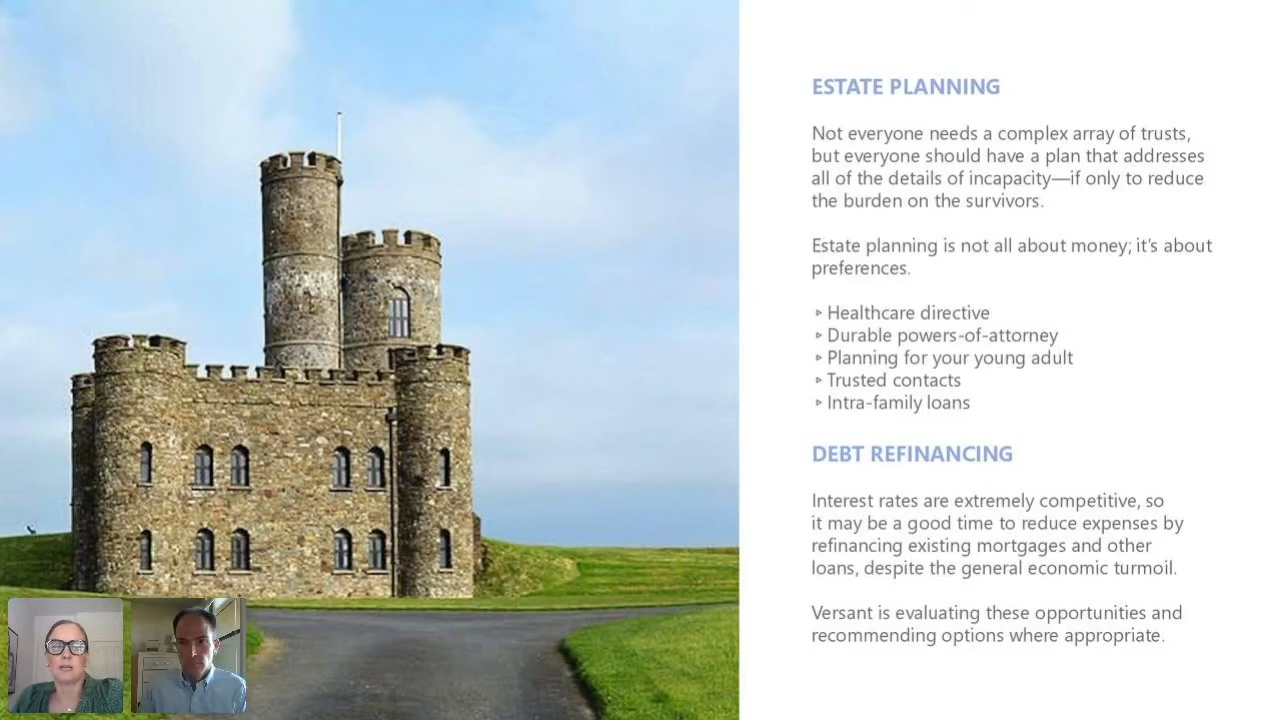 ESTATE PLANNING
Not everyone needs a complex array of trusts,
but everyone should have a plan that addresses
all of the details of incapacity—if only to reduce
the burden on the survivors.
Estate planning is not all about money; it's about
preferences.
▹ Healthcare directive
▹ Durable powers-of-attorney
▹ Planning for your young adult
▹ Trusted contacts
▹ Intra-family loans
DEBT REFINANCING
Interest rates are extremely competitive, so
it may be a good time to reduce expenses by
refinancing existing mortgages and other
loans, despite the general economic turmoil.
Versant is evaluating these opportunities and
recommending options where appropriate.